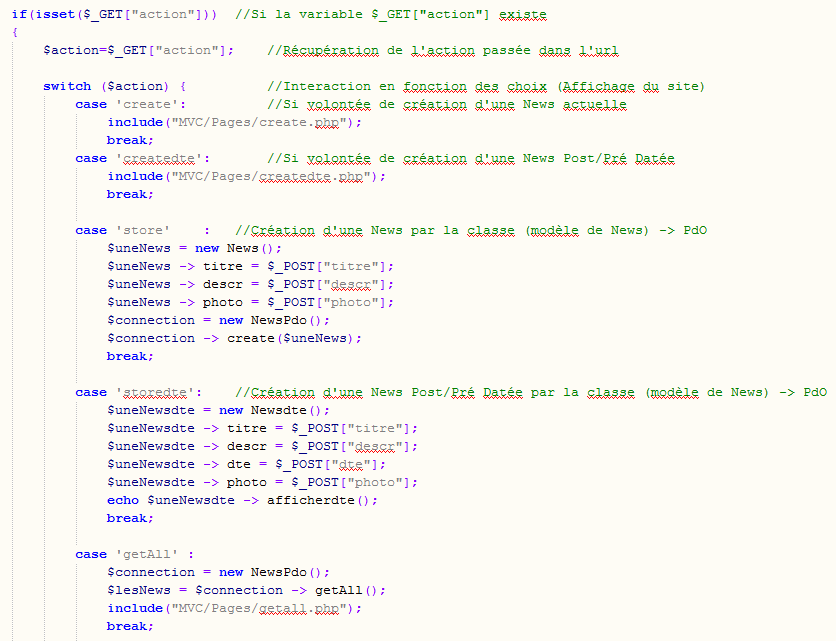 if(isset($_GET["action"]))  //Si la variable $_GET["action"] existe
{
    $action=$_GET["action"];    //Récupération de l'action passée dans l'url
    switch ($action) {          //Interaction en fonction des choix (Affichage du site)
        case 'create':          //Si volontée de création d'une News actuelle
            include("MVC/Pages/create.php");
            break;
        case 'createdte':       //Si volontée de création d'une News Post/Pré Datée
            include("MVC/Pages/createdte.php");
            break;
        case 'store'    :   //Création d'une News par la classe (modèle de News) -> PdO
            $uneNews = new News();
            $uneNews -> titre = $_POST["titre"];
            $uneNews -> descr = $_POST["descr"];
            $uneNews -> photo = $_POST["photo"];
            $connection = new NewsPdo();
            $connection -> create($uneNews);
            break;
        case 'storedte':    //Création d'une News Post/Pré Datée par la classe (modèle de News) -> PdO
            $uneNewsdte = new Newsdte();
            $uneNewsdte -> titre = $_POST["titre"];
            $uneNewsdte -> descr = $_POST["descr"];
            $uneNewsdte -> dte = $_POST["dte"];
            $uneNewsdte -> photo = $_POST["photo"];
            echo $uneNewsdte -> afficherdte();
            break;
        case 'getAll' :
            $connection = new NewsPdo();
            $lesNews = $connection -> getAll();
            include("MVC/Pages/getall.php");
            break;